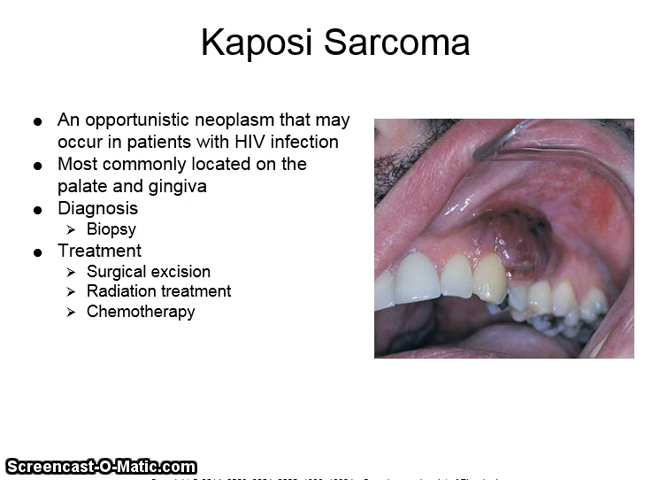 Kaposi Sarcoma
● An opportunistic neoplasm that may
occur in patients with HIV infection
● Most commonly located on the
palate and gingiva
● Diagnosis
➢ Biopsy
● Treatment
➢ Surgical excision
➢ Radiation treatment
➢ Chemotherapy
Screencast-O-Matic.com